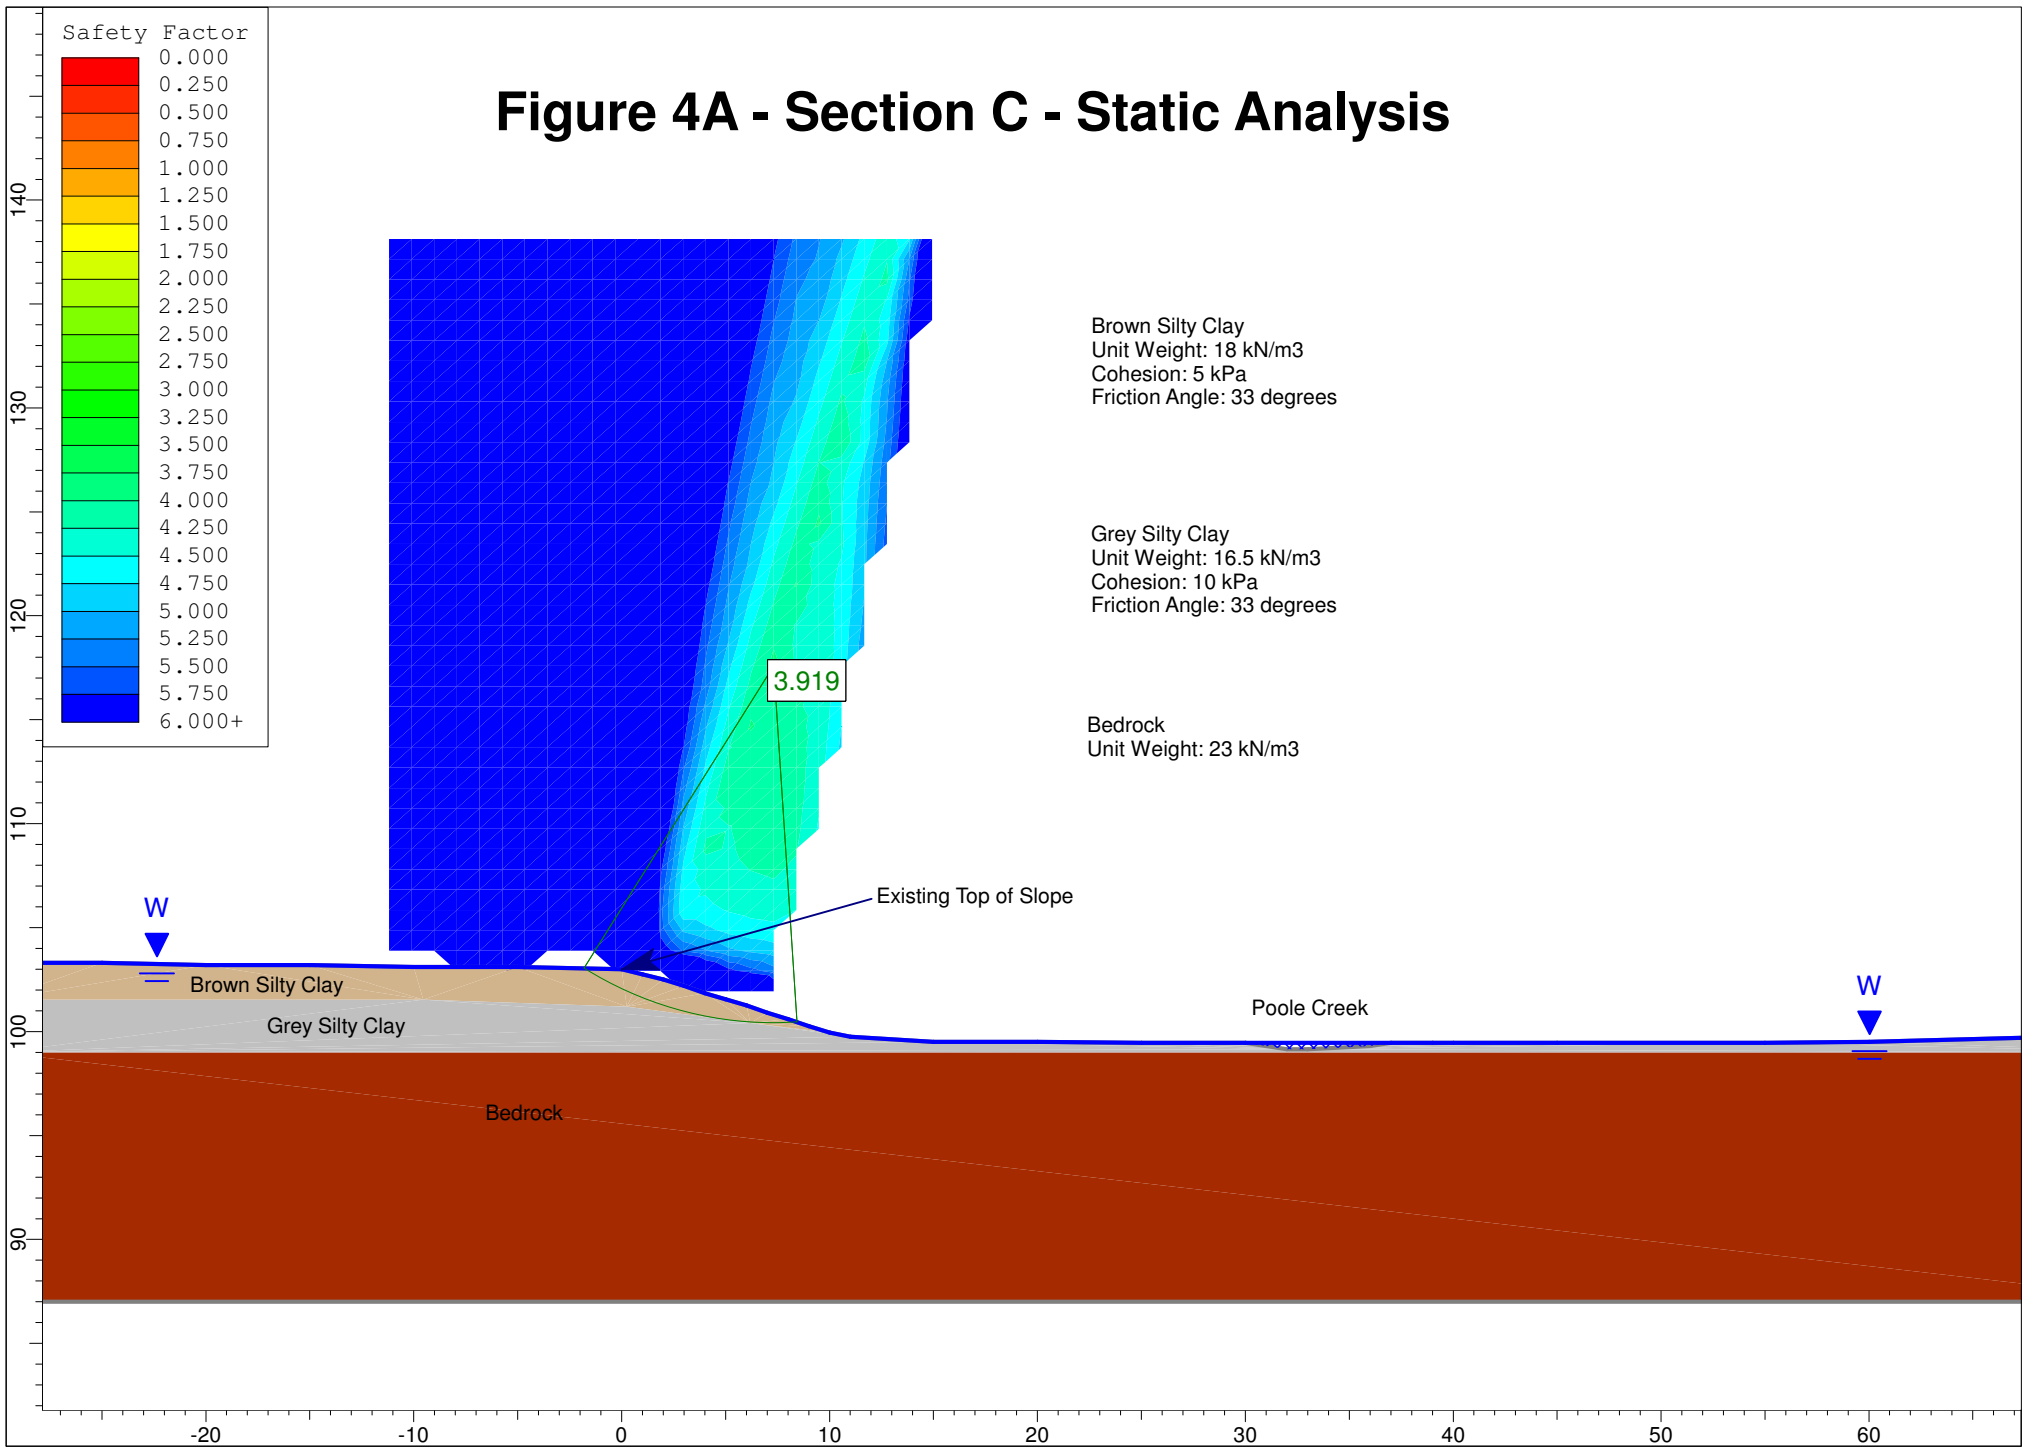 Safety Factor
0.000
0.250
0.500
0.750
1.000
1.250
1.500
1.750
2.000
2.250
2.500
2.750
3.000
3.250
3.500
3.750
4.000
4.250
4.500
4.750
5.000
5.250
5.500
5.750
6.000+
Figure 4A - Section C - Static Analysis
Brown Silty Clay
Unit Weight: 18 kN/m3
Cohesion: 5 kPa
Friction Angle: 33 degrees
Grey Silty Clay
Unit Weight: 16.5 kN/m3
Cohesion: 10 kPa
Friction Angle: 33 degrees
Bedrock
Unit Weight: 23 kN/m3
3.919
Existing Top of Slope
W
Brown Silty Clay
Grey Silty Clay
Poole Creek
W
Bedrock
140
130
120
110
100
90
-20
-10
0
10
20
30
40
50
60